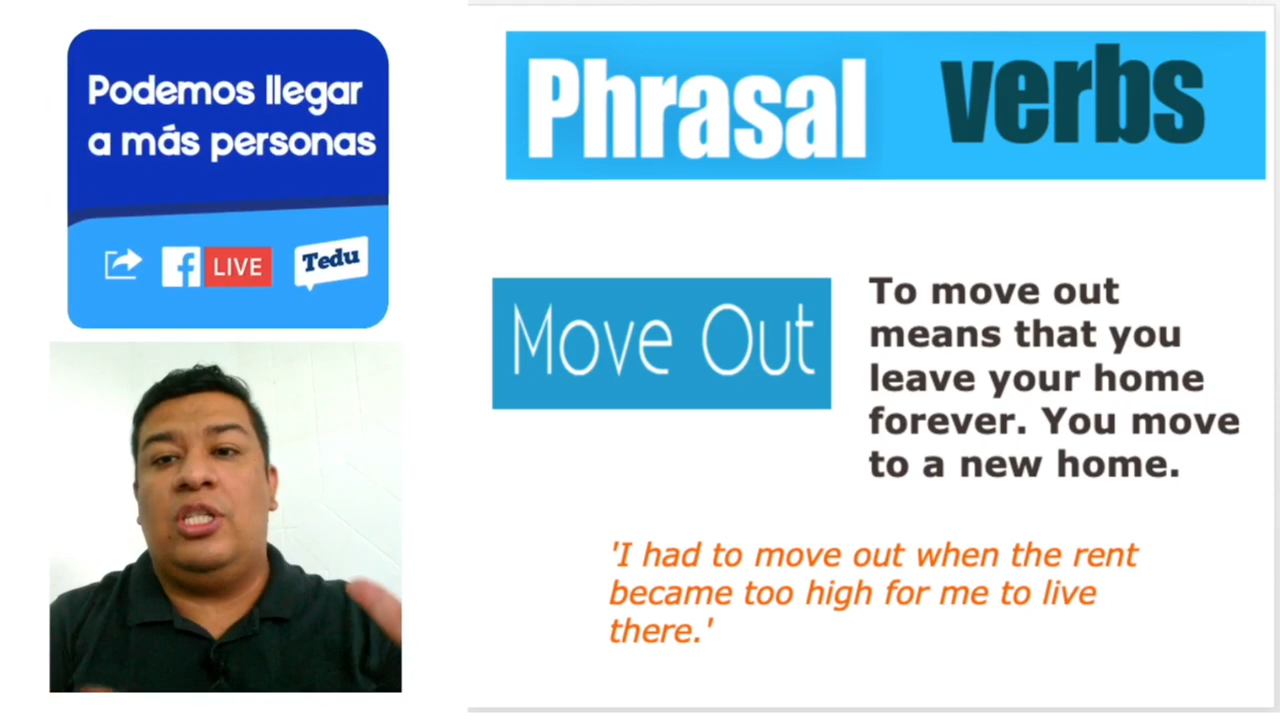 Podemos llegar
a más personas
f LIVE
Tedu
Phrasal verbs
Move Out
To move out
means that you
leave your home
forever. You move
to a new home.
'I had to move out when the rent
became too high for me to live
there.'